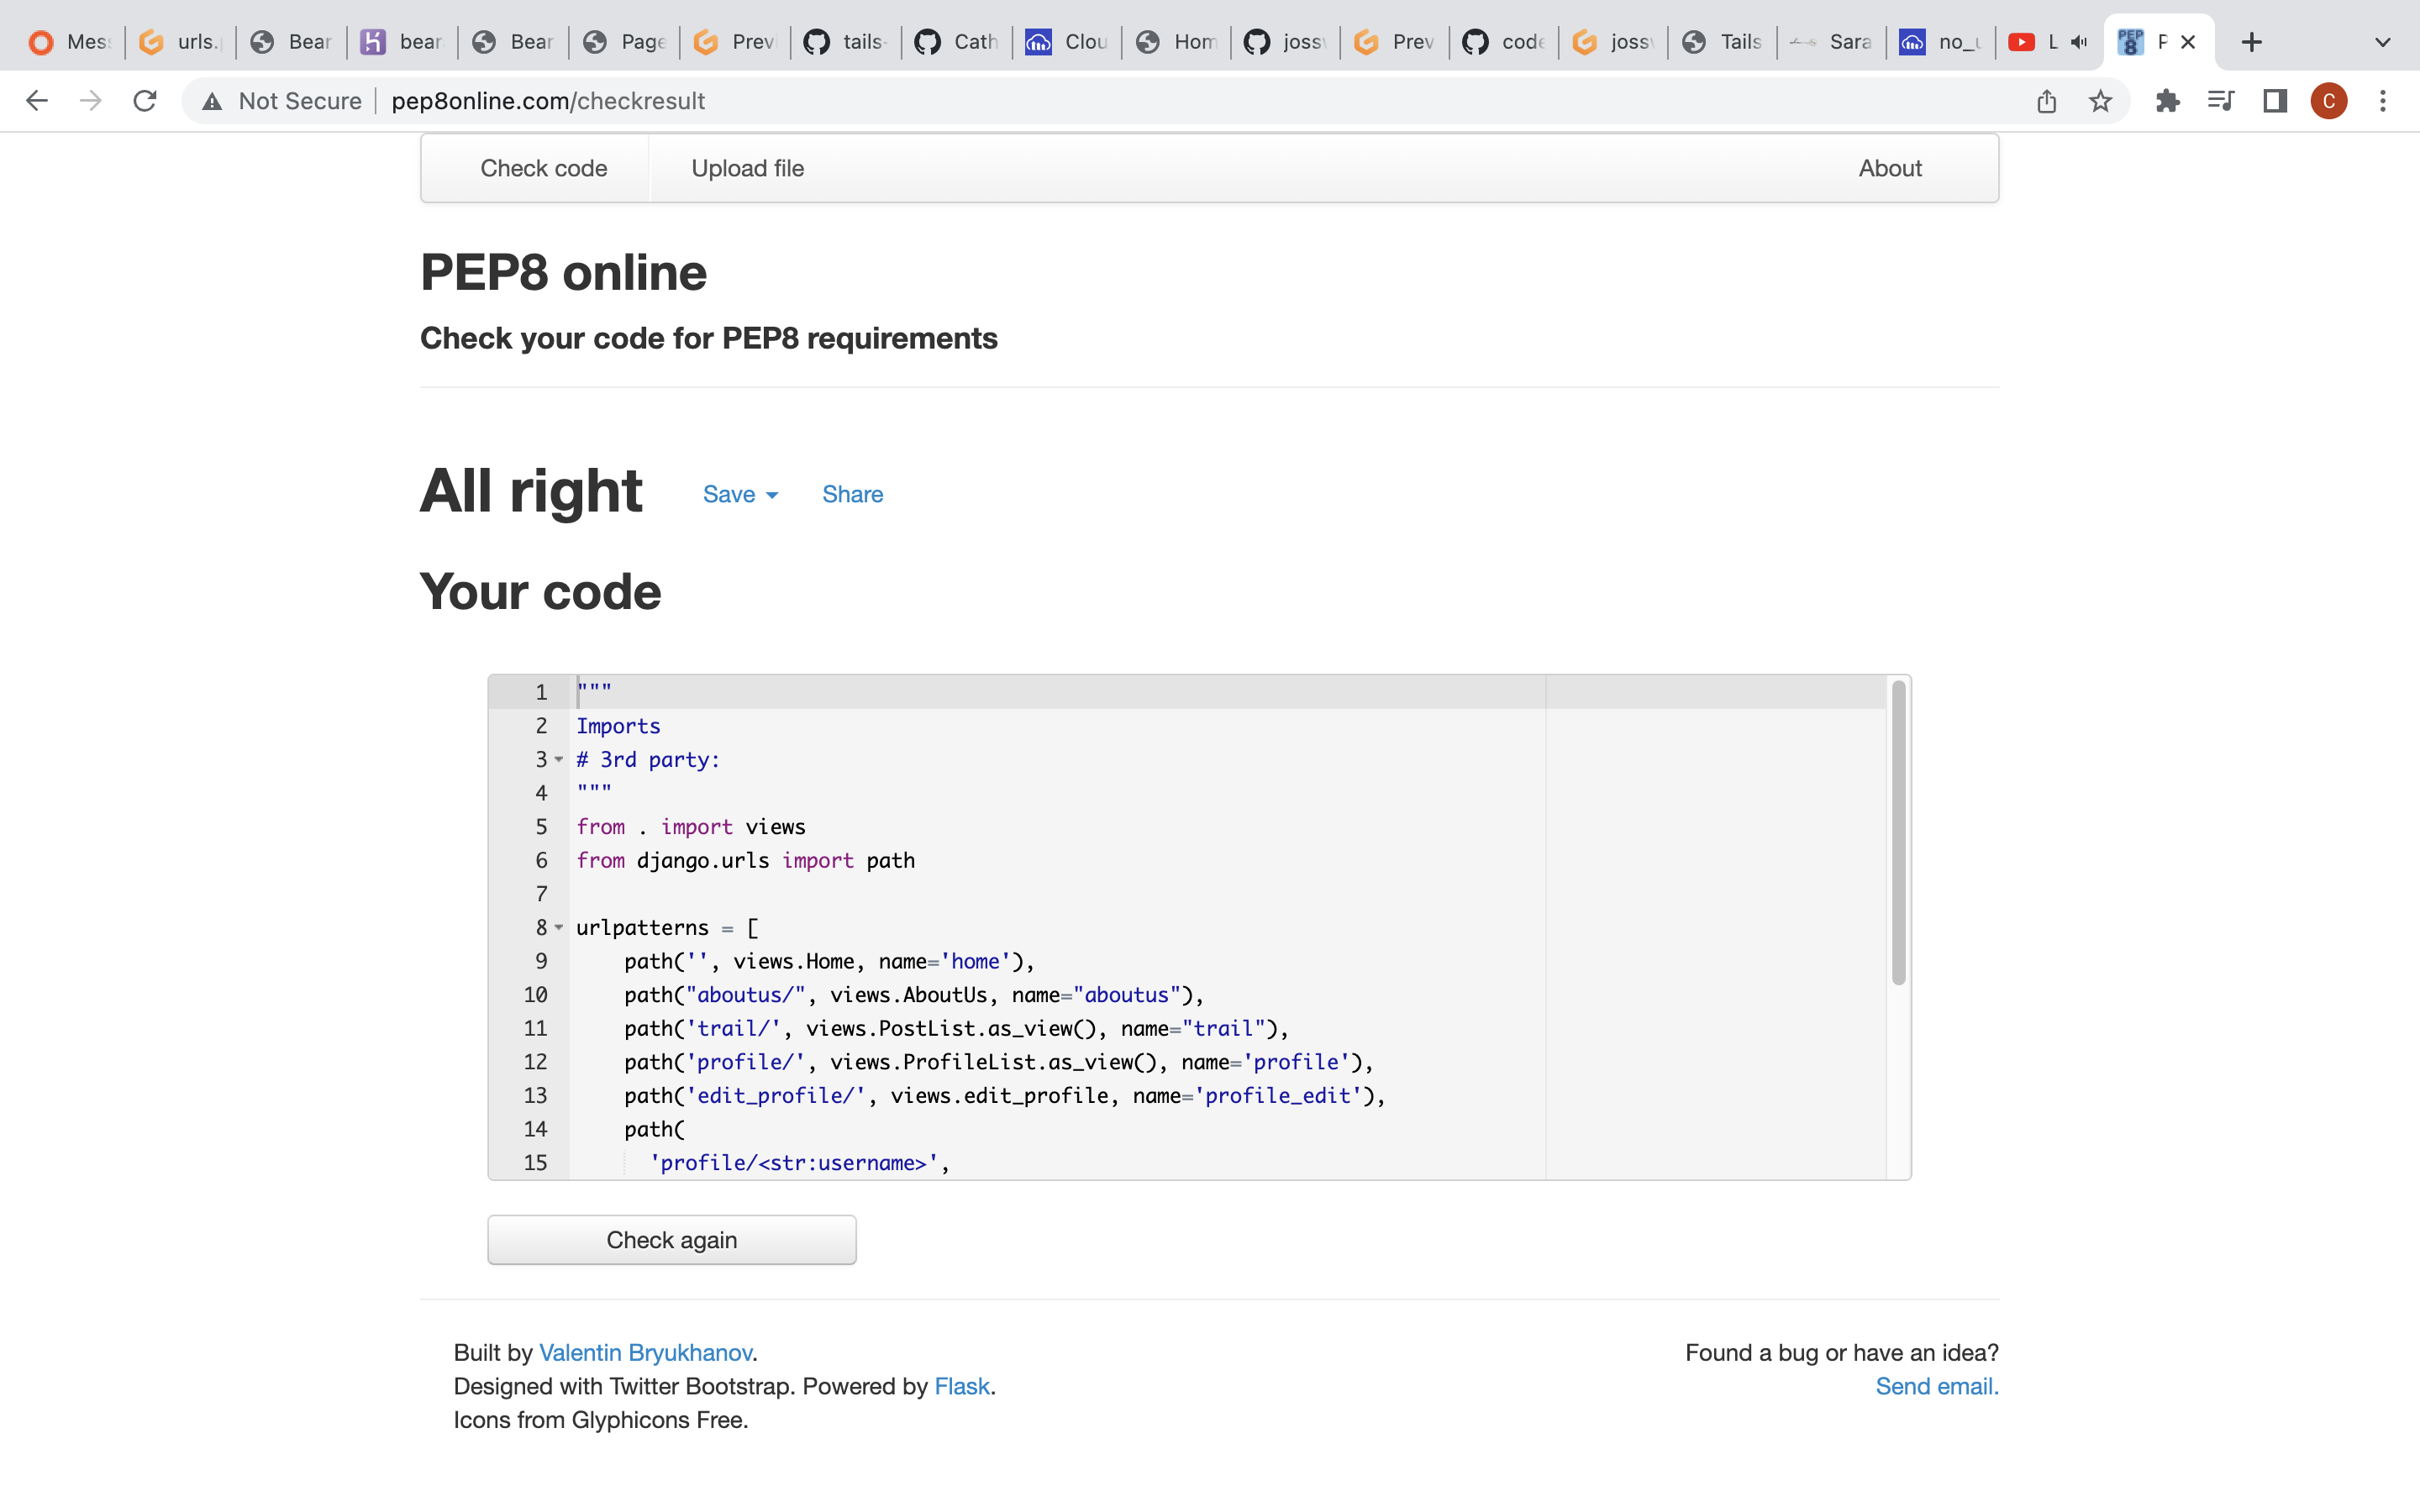 Mes urls. Bear bear Bear Page Previ tails- Cath Clou Hom joss Prev code joss Tails Sara no_u L P
Not Secure pep8online.com/checkresult C
Check code Upload file About
PEP8 online
Check your code for PEP8 requirements
All right Save Share
Your code
1 """
2 Imports
3 # 3rd party:
4 """
5 from . import views
6 from django.urls import path
7
8 urlpatterns = [
9 path('', views.Home, name='home'),
10 path("aboutus/", views.AboutUs, name="aboutus"),
11 path('trail/', views.PostList.as_view(), name="trail"),
12 path('profile/', views.ProfileList.as_view(), name='profile'),
13 path('edit_profile/', views.edit_profile, name='profile_edit'),
14 path(
15 'profile/<str:username>',
Check again
Built by Valentin Bryukhanov.
Designed with Twitter Bootstrap. Powered by Flask.
Icons from Glyphicons Free.
Found a bug or have an idea?
Send email.